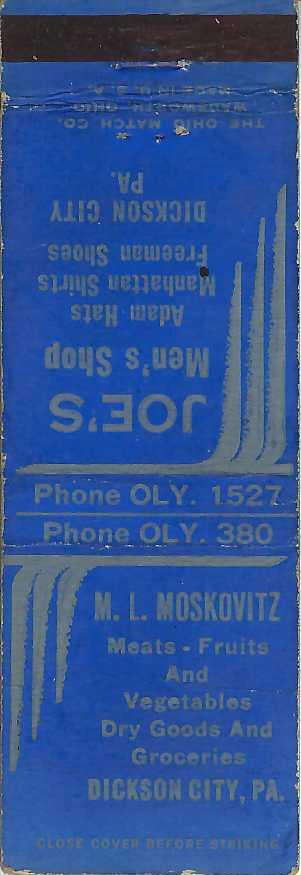 THE OHIO MATCH CO.
WADSWORTH, OHIO
MADE IN U. S. A.
JOE'S
Men's Shop
Adam Hats
Manhattan Shirts
Freeman Shoes
DICKSON CITY
PA.
Phone OLY. 1527
Phone OLY. 380
M. L. MOSKOVITZ
Meats - Fruits
And
Vegetables
Dry Goods And
Groceries
DICKSON CITY, PA.
CLOSE COVER BEFORE STRIKING